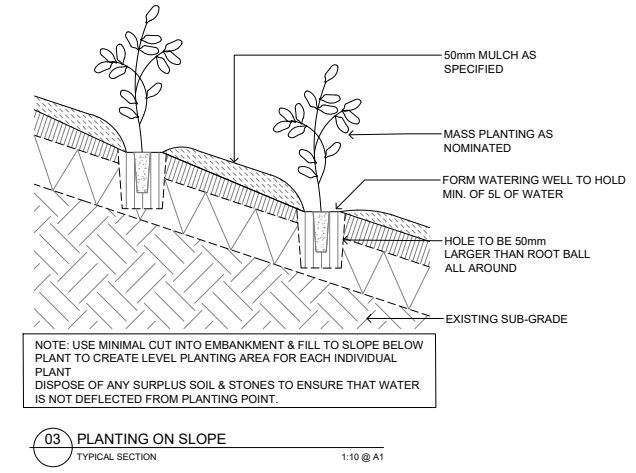 50mm MULCH AS
SPECIFIED
MASS PLANTING AS
NOMINATED
FORM WATERING WELL TO HOLD
MIN. OF 5L OF WATER
HOLE TO BE 50mm
LARGER THAN ROOT BALL
ALL AROUND
EXISTING SUB-GRADE
NOTE: USE MINIMAL CUT INTO EMBANKMENT & FILL TO SLOPE BELOW
PLANT TO CREATE LEVEL PLANTING AREA FOR EACH INDIVIDUAL
PLANT
DISPOSE OF ANY SURPLUS SOIL & STONES TO ENSURE THAT WATER
IS NOT DEFLECTED FROM PLANTING POINT.
03 PLANTING ON SLOPE
TYPICAL SECTION 1:10 @ A1